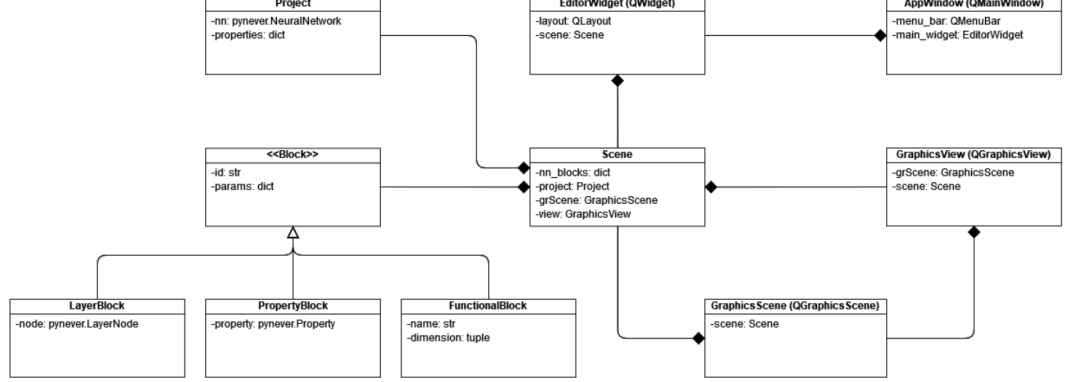 Project
-nn: pynever.NeuralNetwork
-properties: dict
EditorWidget (QWidget)
-layout: QLayout
-scene: Scene
AppWindow (QMainWindow)
-menu_bar: QMenuBar
-main_widget: EditorWidget
<<Block>>
-id: str
-params: dict
Scene
-nn_blocks: dict
-project: Project
-grScene: GraphicsScene
-view: GraphicsView
GraphicsView (QGraphicsView)
-grScene: GraphicsScene
-scene: Scene
LayerBlock
-node: pynever.LayerNode
PropertyBlock
-property: pynever.Property
FunctionalBlock
-name: str
-dimension: tuple
GraphicsScene (QGraphicsScene)
-scene: Scene